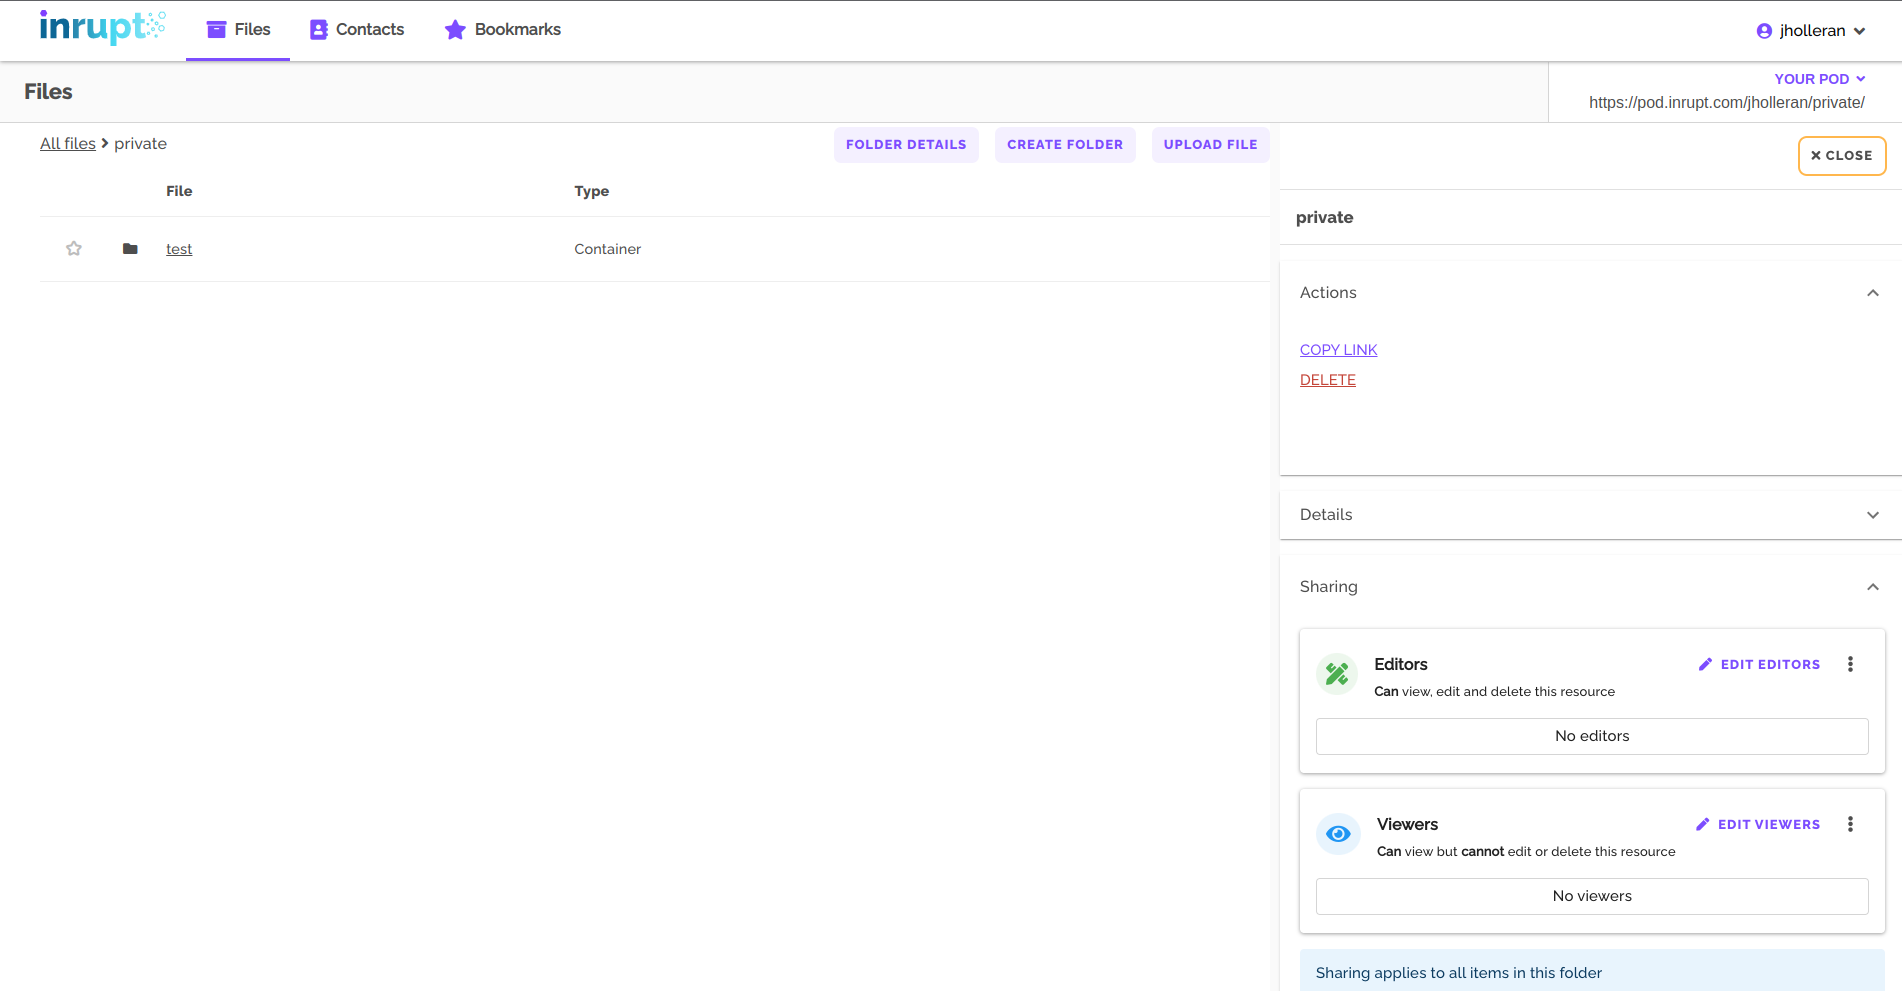 inrupt
Files
Contacts
Bookmarks
jholleran
Files
YOUR POD
https://pod.inrupt.com/jholleran/private/
All files private
FOLDER DETAILS
CREATE FOLDER
UPLOAD FILE
CLOSE
File Type
test Container
private
Actions
COPY LINK
DELETE
Details
Sharing
Editors
EDIT EDITORS
Can view, edit and delete this resource
No editors
Viewers
EDIT VIEWERS
Can view but cannot edit or delete this resource
No viewers
Sharing applies to all items in this folder